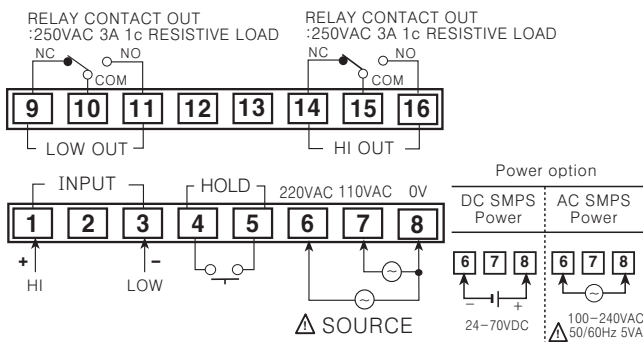 RELAY CONTACT OUT
:250VAC 3A 1c RESISTIVE LOAD
NC
NO
COM
RELAY CONTACT OUT
:250VAC 3A 1c RESISTIVE LOAD
NC
NO
COM
9 10 11 12 13 14 15 16
LOW OUT
HI OUT
INPUT
HOLD
220VAC 110VAC 0V
1 2 3 4 5 6 7 8
+
HI
−
LOW
⚠ SOURCE
Power option
DC SMPS
Power
AC SMPS
Power
6 7 8
− +
24-70VDC
6 7 8
100-240VAC
⚠ 50/60Hz 5VA